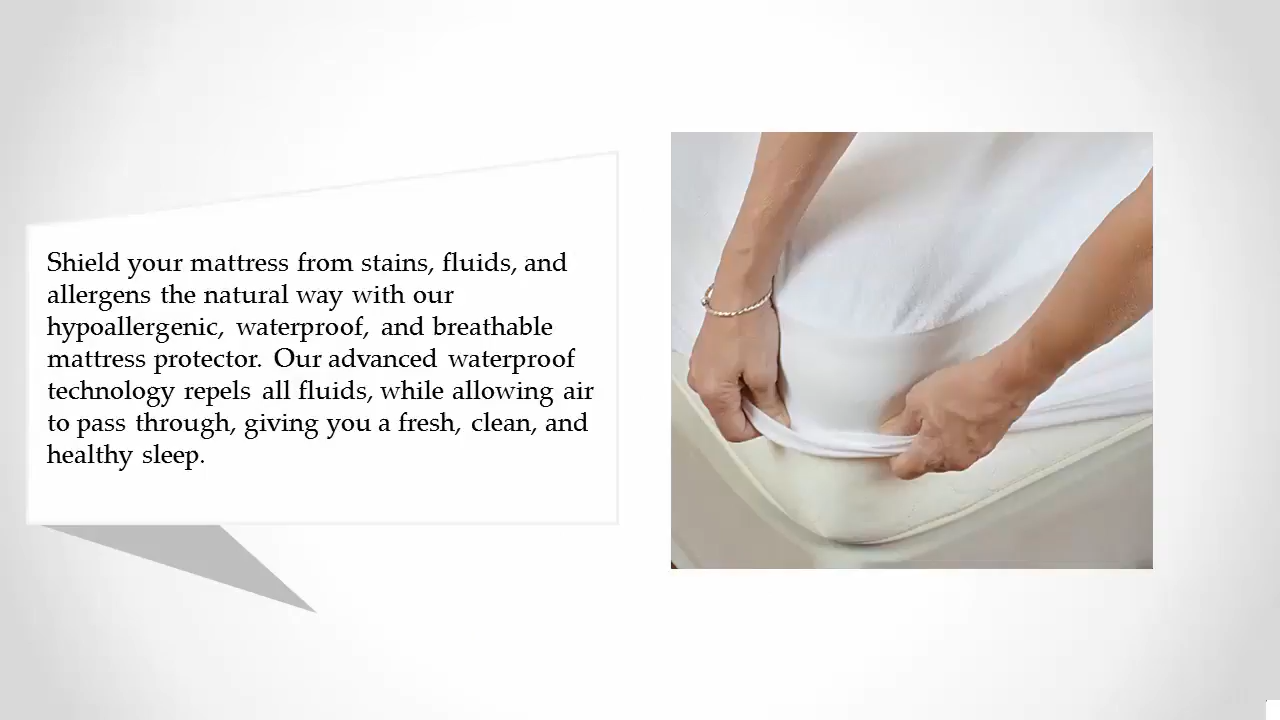 Shield your mattress from stains, fluids, and
allergens the natural way with our
hypoallergenic, waterproof, and breathable
mattress protector. Our advanced waterproof
technology repels all fluids, while allowing air
to pass through, giving you a fresh, clean, and
healthy sleep.